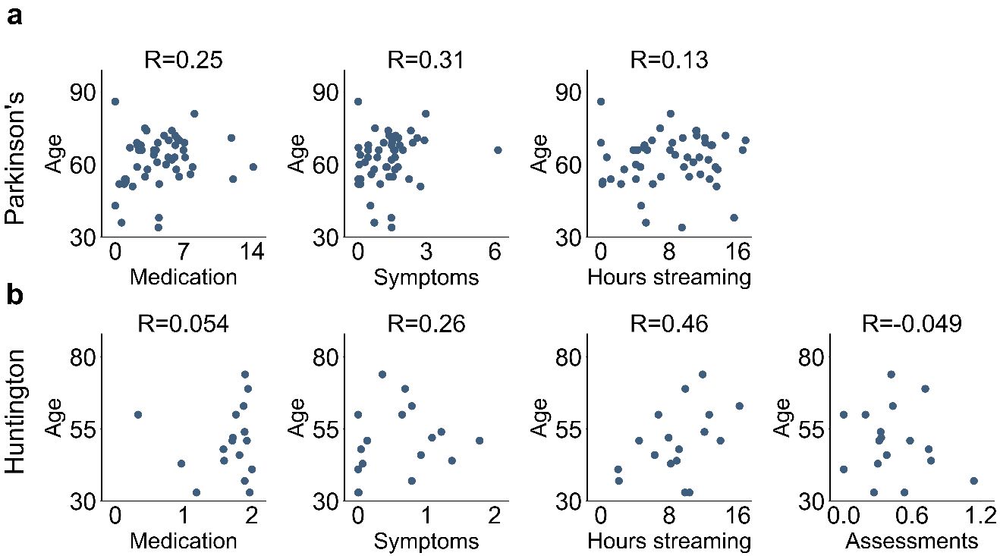 a
Parkinson's
R=0.25
Age
90
60
30
0 7 14
Medication
R=0.31
Age
90
60
30
0 3 6
Symptoms
R=0.13
Age
90
60
30
0 8 16
Hours streaming
b
Huntington
R=0.054
Age
80
55
30
0 1 2
Medication
R=0.26
Age
80
55
30
0 1 2
Symptoms
R=0.46
Age
80
55
30
0 8 16
Hours streaming
R=-0.049
Age
80
55
30
0.0 0.6 1.2
Assessments